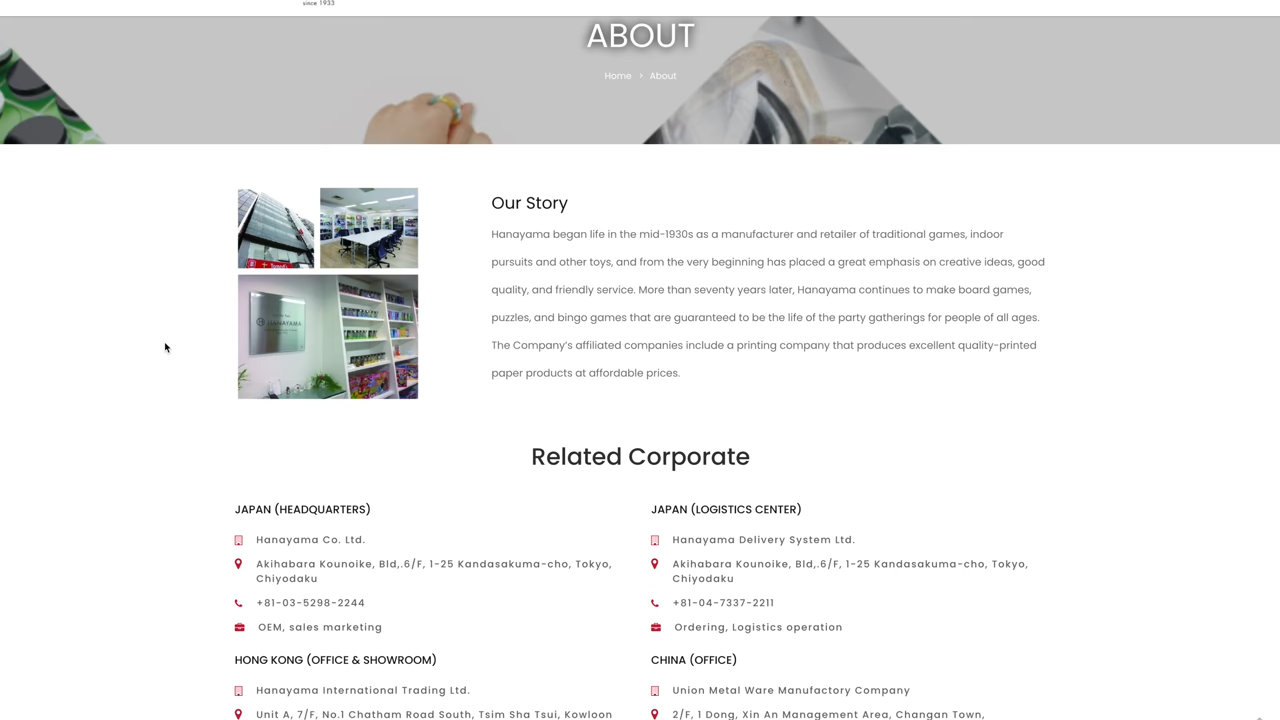 since 1933
ABOUT
Home › About
Our Story
Hanayama began life in the mid-1930s as a manufacturer and retailer of traditional games, indoor
pursuits and other toys, and from the very beginning has placed a great emphasis on creative ideas, good
quality, and friendly service. More than seventy years later, Hanayama continues to make board games,
puzzles, and bingo games that are guaranteed to be the life of the party gatherings for people of all ages.
The Company's affiliated companies include a printing company that produces excellent quality-printed
paper products at affordable prices.
HANAYAMA
Related Corporate
JAPAN (HEADQUARTERS)
Hanayama Co. Ltd.
Akihabara Kounoike, Bld,.6/F, 1-25 Kandasakuma-cho, Tokyo,
Chiyodaku
+81-03-5298-2244
OEM, sales marketing
JAPAN (LOGISTICS CENTER)
Hanayama Delivery System Ltd.
Akihabara Kounoike, Bld,.6/F, 1-25 Kandasakuma-cho, Tokyo,
Chiyodaku
+81-04-7337-2211
Ordering, Logistics operation
HONG KONG (OFFICE & SHOWROOM)
Hanayama International Trading Ltd.
Unit A, 7/F, No.1 Chatham Road South, Tsim Sha Tsui, Kowloon
CHINA (OFFICE)
Union Metal Ware Manufactory Company
2/F, 1 Dong, Xin An Management Area, Changan Town,